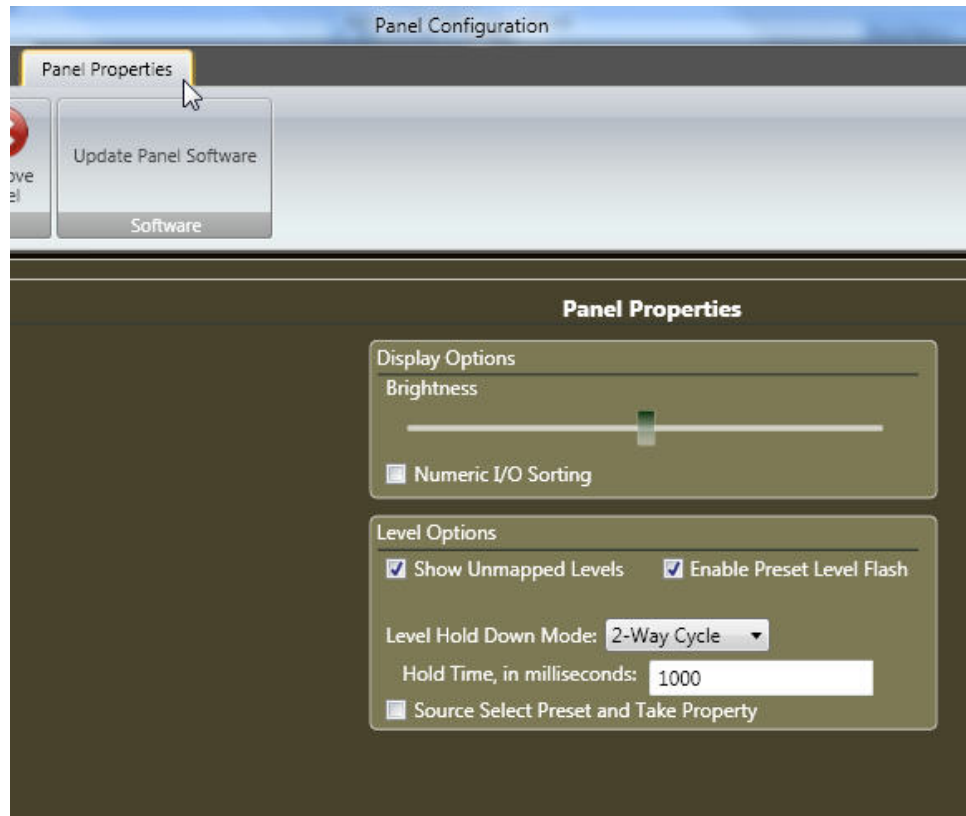 Panel Configuration
Panel Properties
Update Panel Software
Software
Panel Properties
Display Options
Brightness
Numeric I/O Sorting
Level Options
Show Unmapped Levels Enable Preset Level Flash
Level Hold Down Mode: 2-Way Cycle
Hold Time, in milliseconds: 1000
Source Select Preset and Take Property